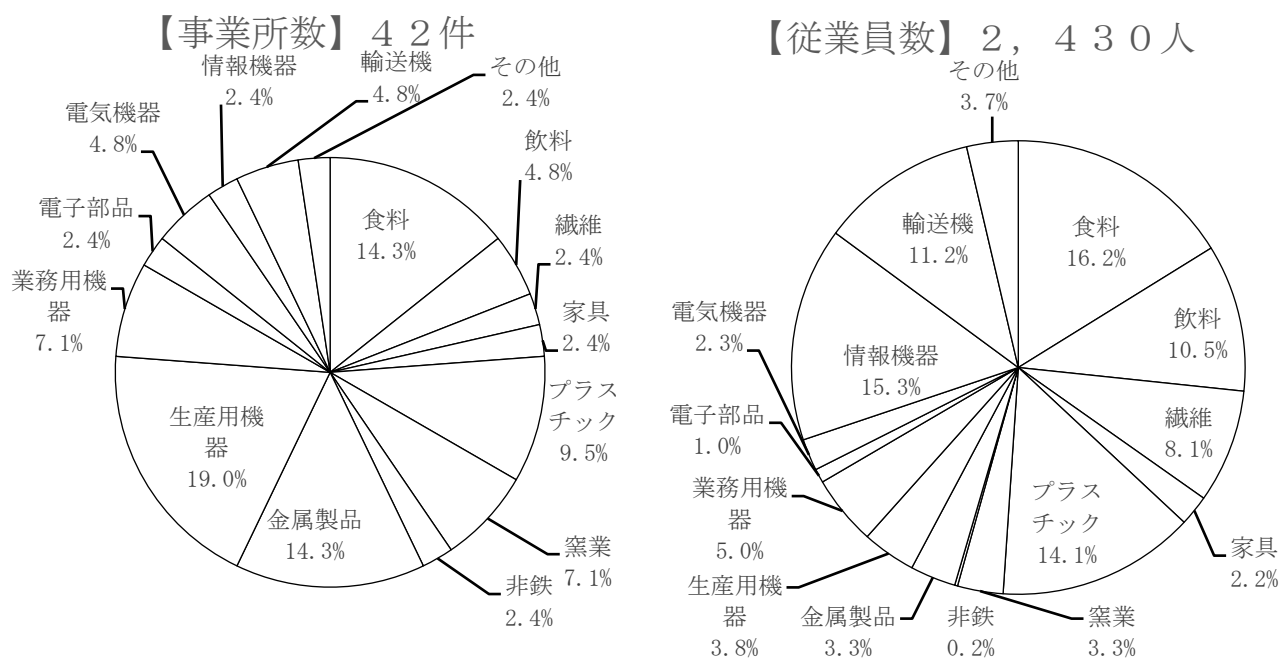 【事業所数】４２件
情報機器
2.4%
輸送機
4.8%
その他
2.4%
電気機器
4.8%
飲料
4.8%
電子部品
2.4%
食料
14.3%
繊維
2.4%
業務用機
器
7.1%
家具
2.4%
プラス
チック
9.5%
生産用機
器
19.0%
金属製品
14.3%
窯業
7.1%
非鉄
2.4%
【従業員数】２，４３０人
その他
3.7%
輸送機
11.2%
食料
16.2%
電気機器
2.3%
情報機器
15.3%
飲料
10.5%
電子部品
1.0%
繊維
8.1%
業務用機
器
5.0%
プラス
チック
14.1%
家具
2.2%
生産用機
器
3.8%
金属製品
3.3%
非鉄
0.2%
窯業
3.3%